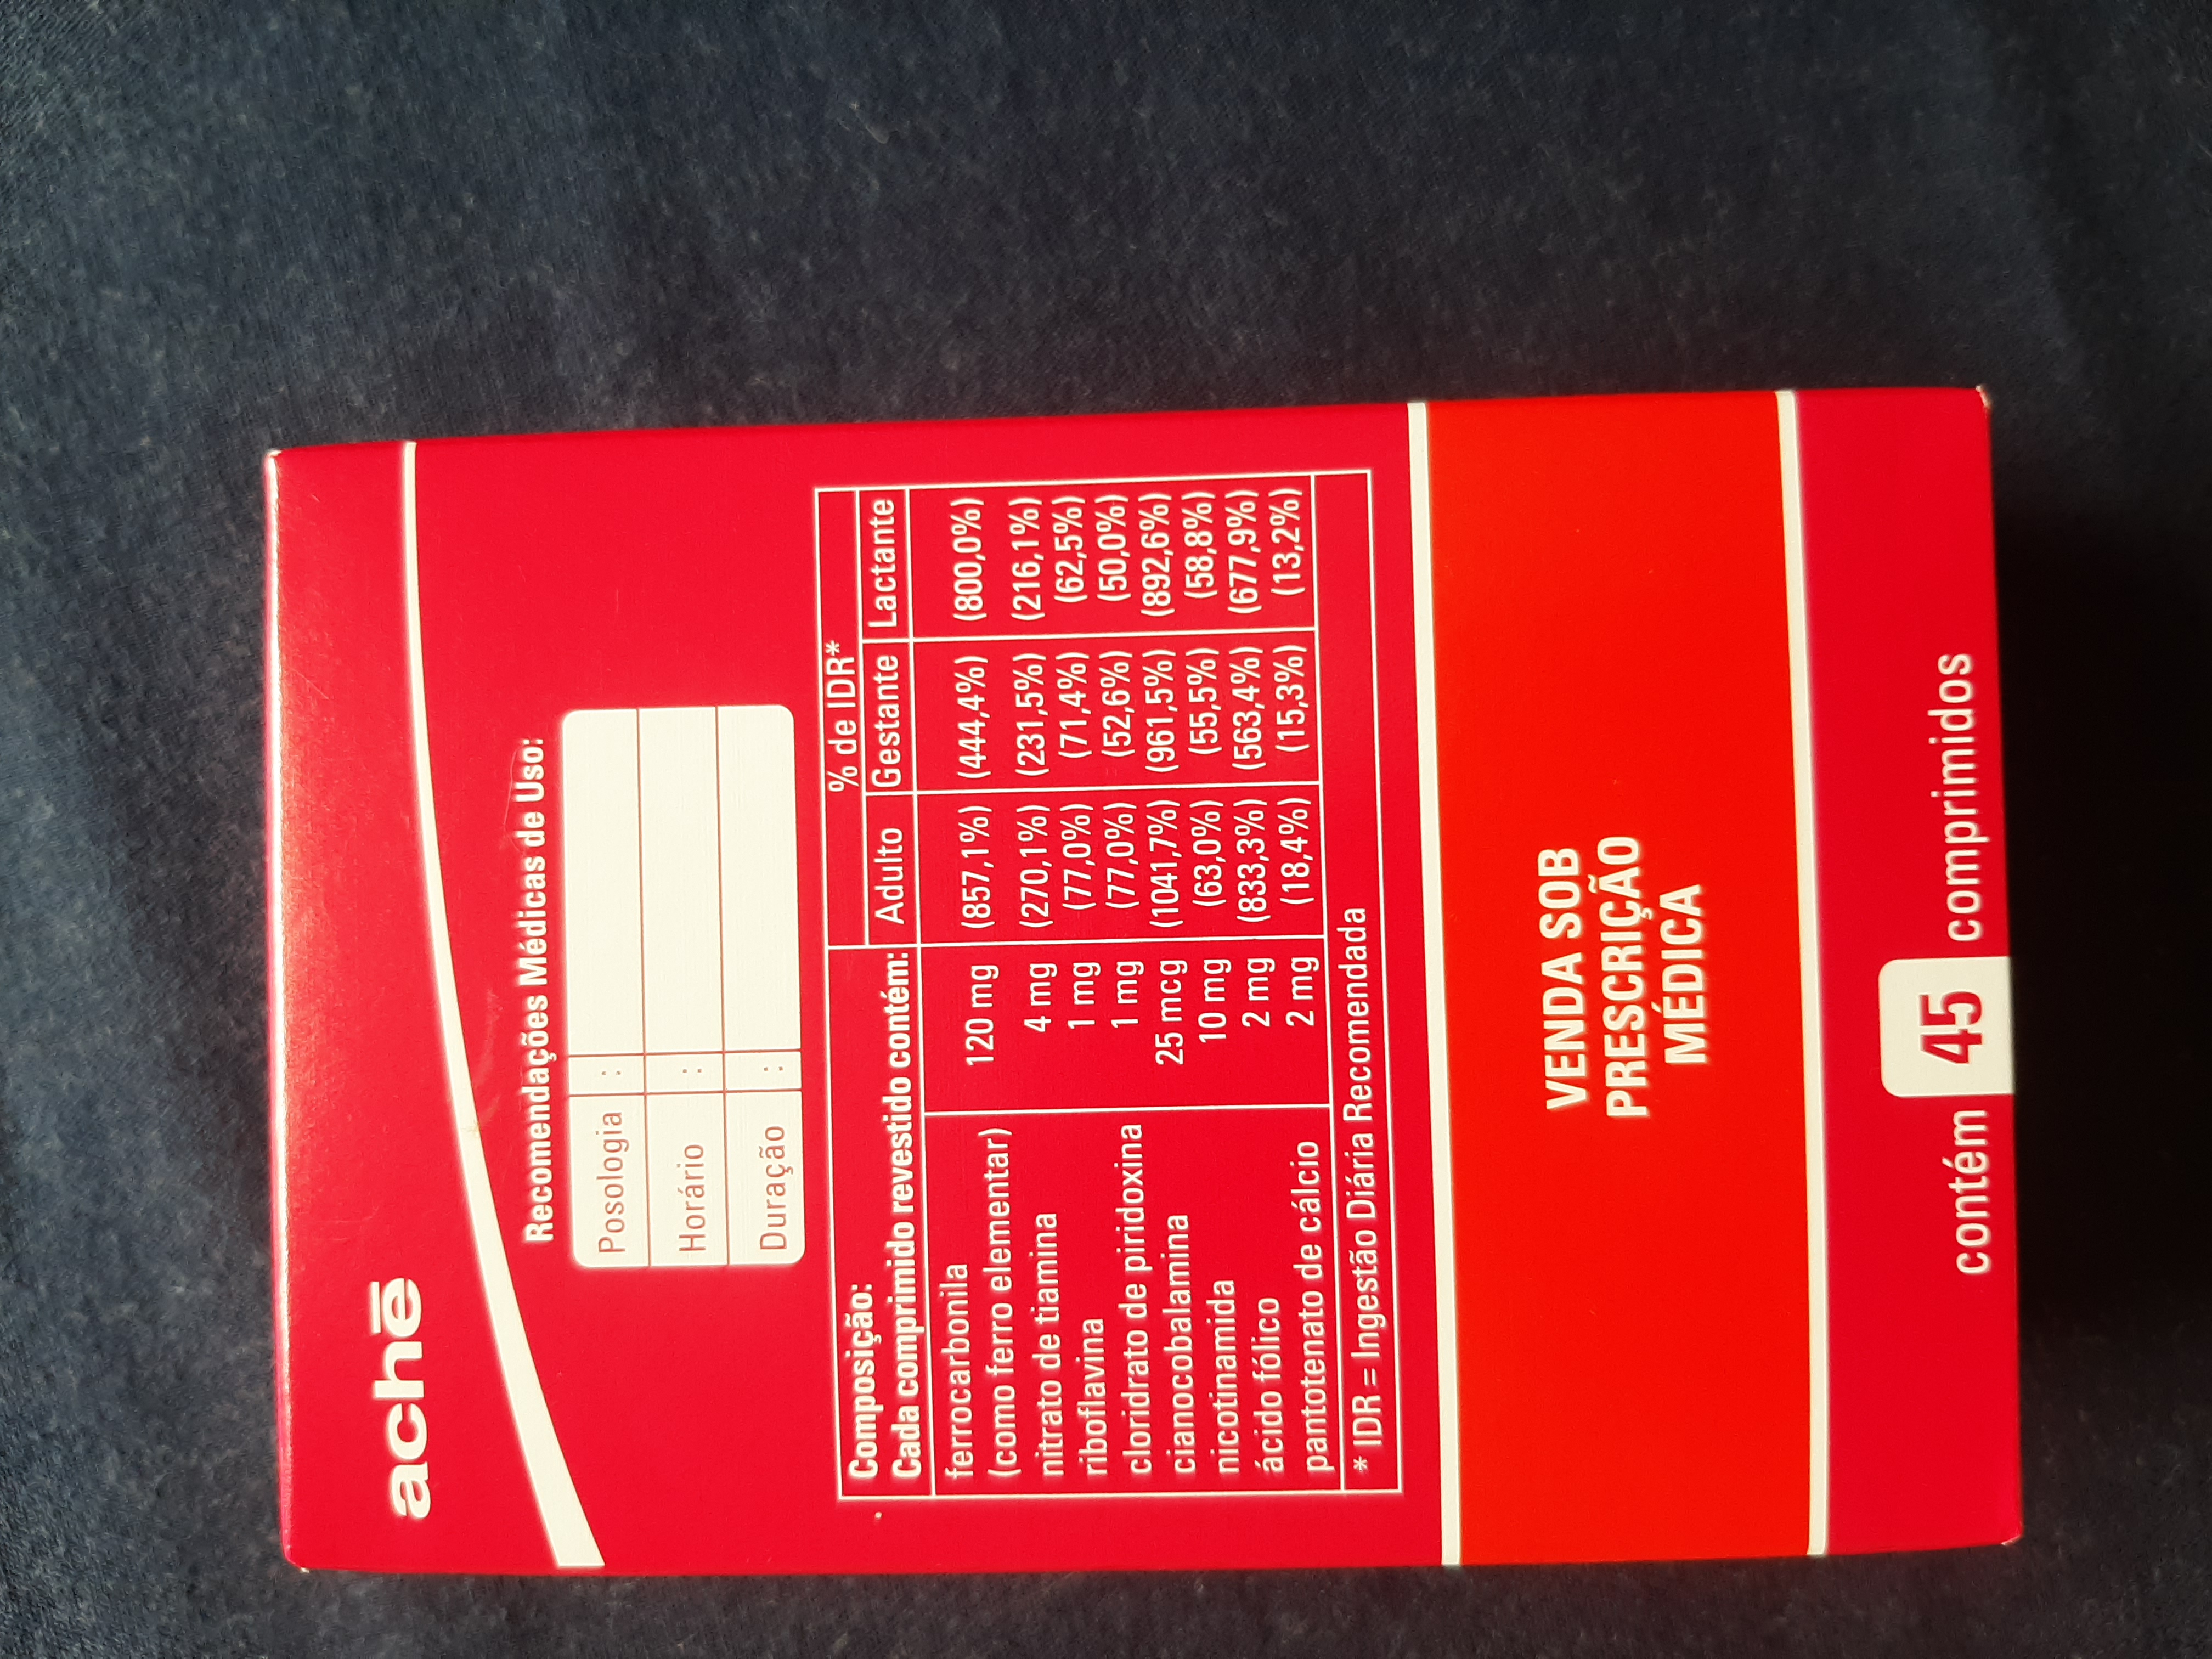 achē
Recomendações Médicas de Uso:
Posologia :
Horário :
Duração :
Composição:
Cada comprimido revestido contém:
% de IDR*
Adulto Gestante Lactante
ferrocarbonila
(como ferro elementar) 120 mg (857,1%) (444,4%) (800,0%)
nitrato de tiamina 4 mg (270,1%) (231,5%) (216,1%)
riboflavina 1 mg (77,0%) (71,4%) (62,5%)
cloridrato de piridoxina 1 mg (77,0%) (52,6%) (50,0%)
cianocobalamina 25 mcg (1041,7%) (961,5%) (892,6%)
nicotinamida 10 mg (63,0%) (55,5%) (58,8%)
ácido fólico 2 mg (833,3%) (563,4%) (677,9%)
pantotenato de cálcio 2 mg (18,4%) (15,3%) (13,2%)
* IDR = Ingestão Diária Recomendada
VENDA SOB
PRESCRIÇÃO
MÉDICA
contém 45 comprimidos